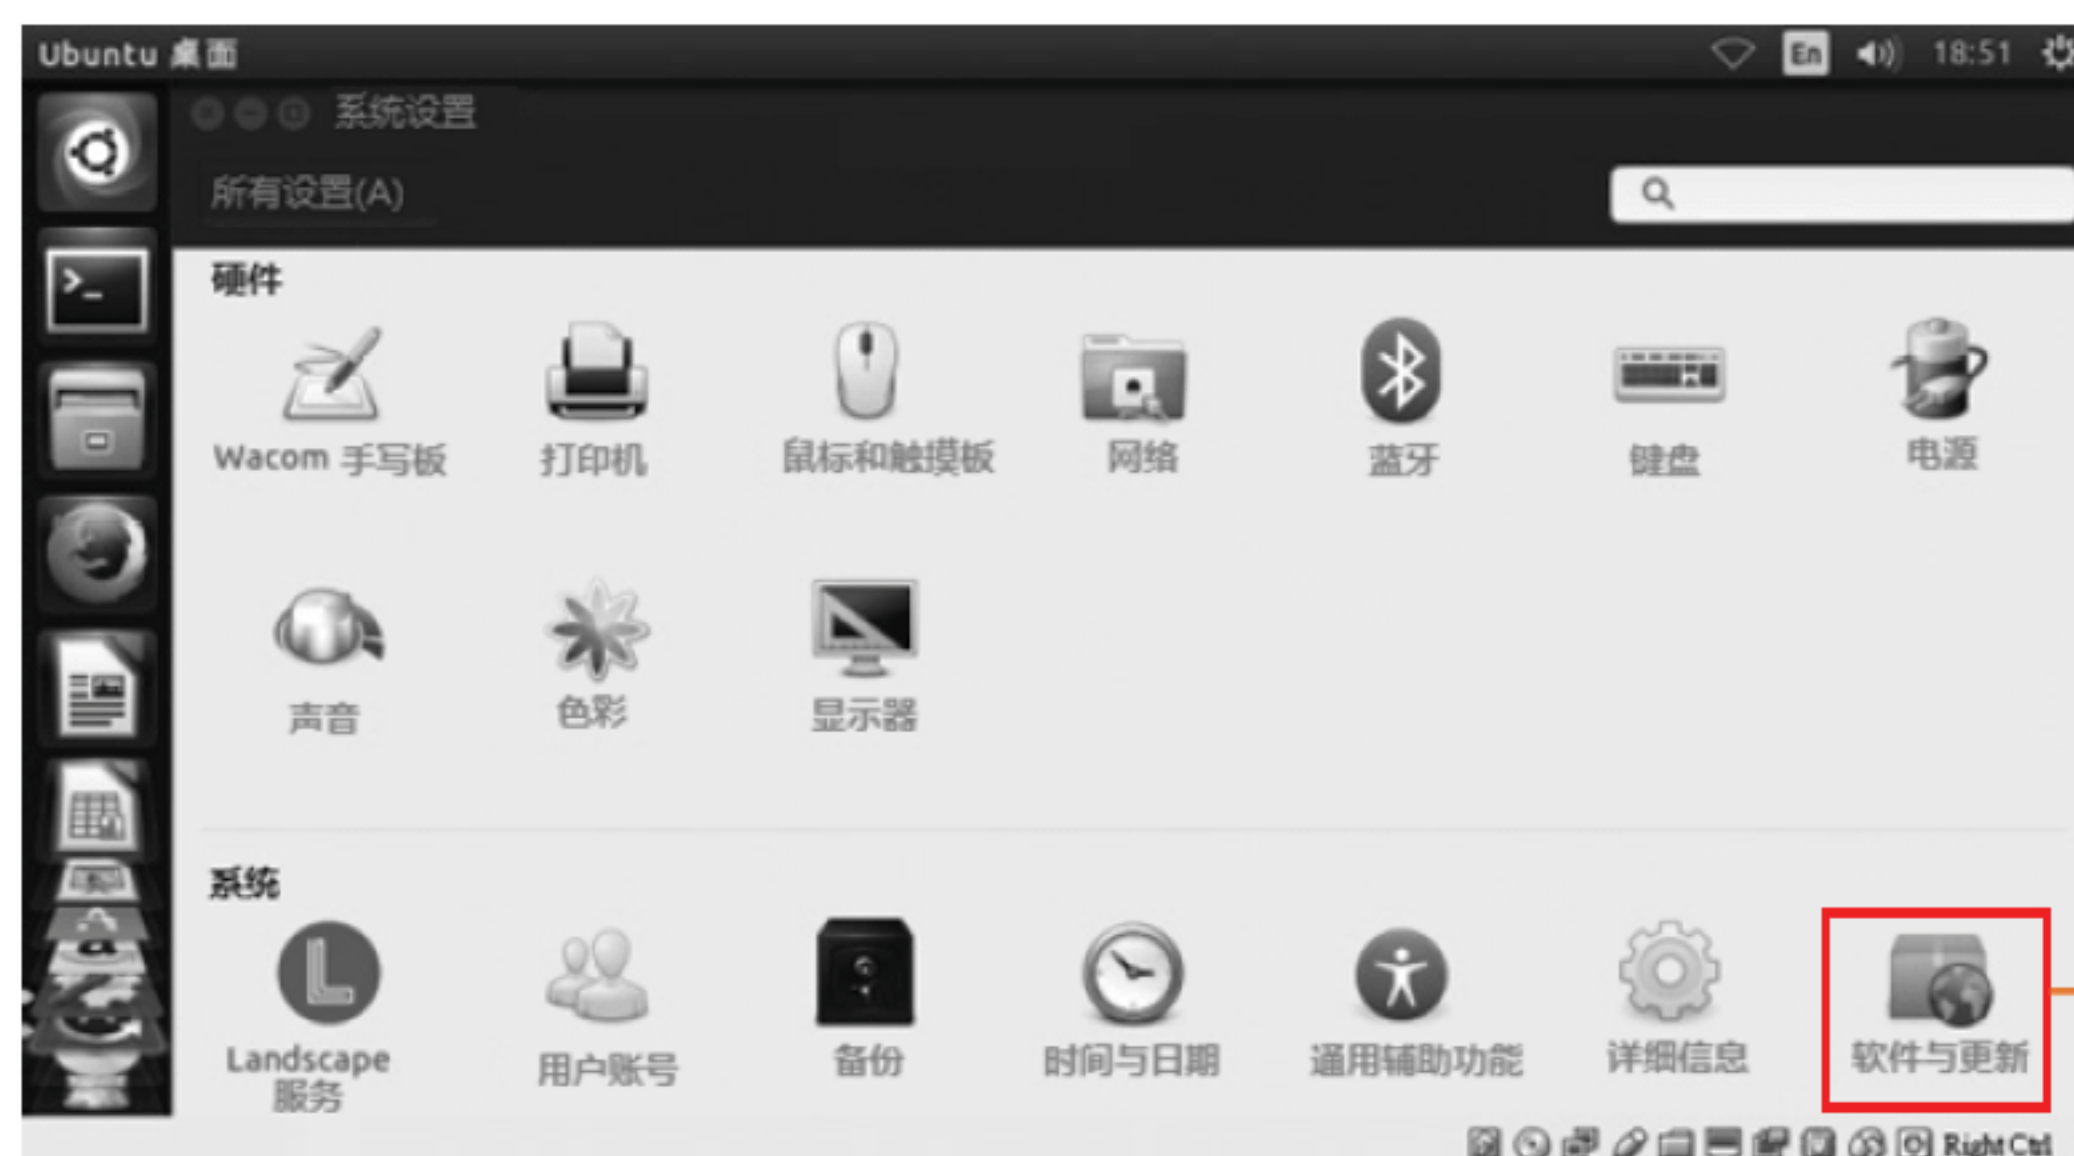 Ubuntu 桌面
En
18:51
系统设置
所有设置(A)
硬件
Wacom 手写板
打印机
鼠标和触摸板
网络
蓝牙
键盘
电源
声音
色彩
显示器
系统
Landscape
服务
用户账号
备份
时间与日期
通用辅助功能
详细信息
软件与更新
Right Ctrl